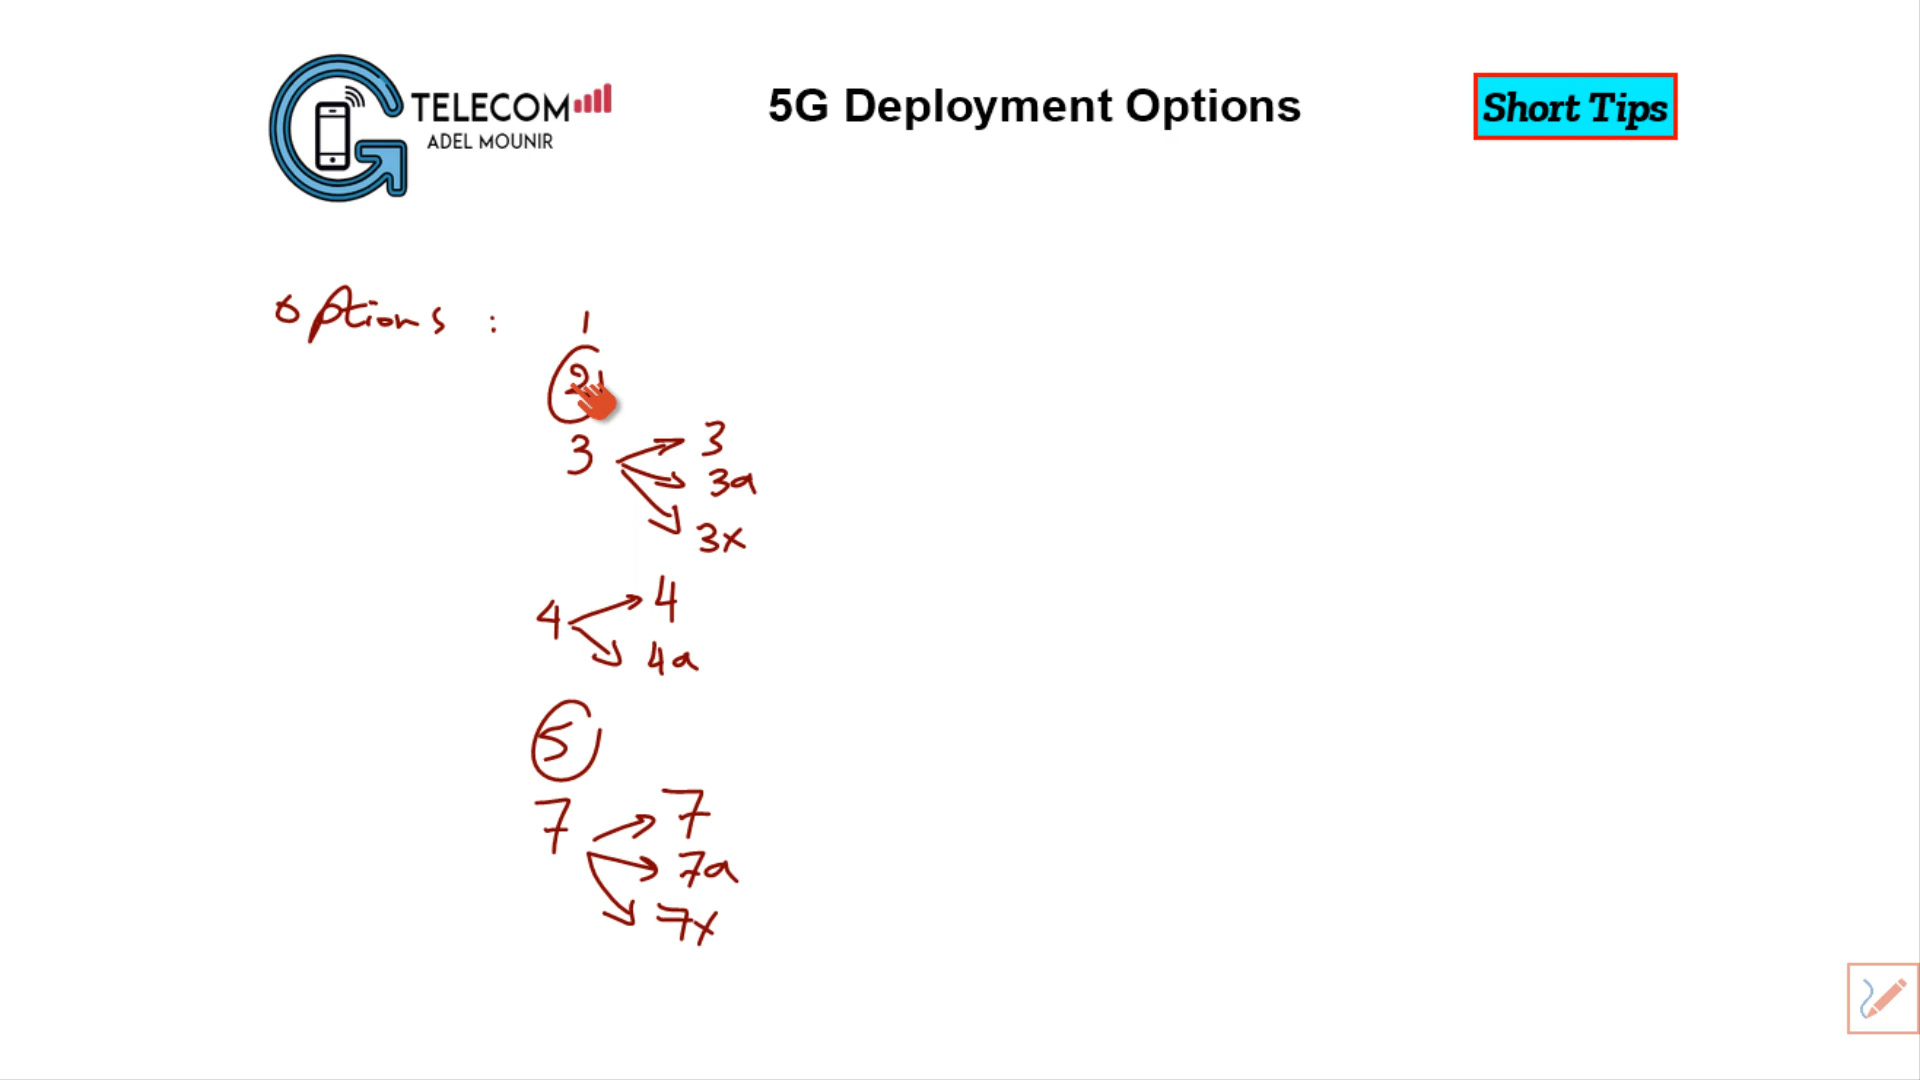 TELECOM
ADEL MOUNIR
5G Deployment Options
Short Tips
Options : 1
2
3 → 3
3a
3x
4 → 4
4a
5
7 → 7
7a
7x